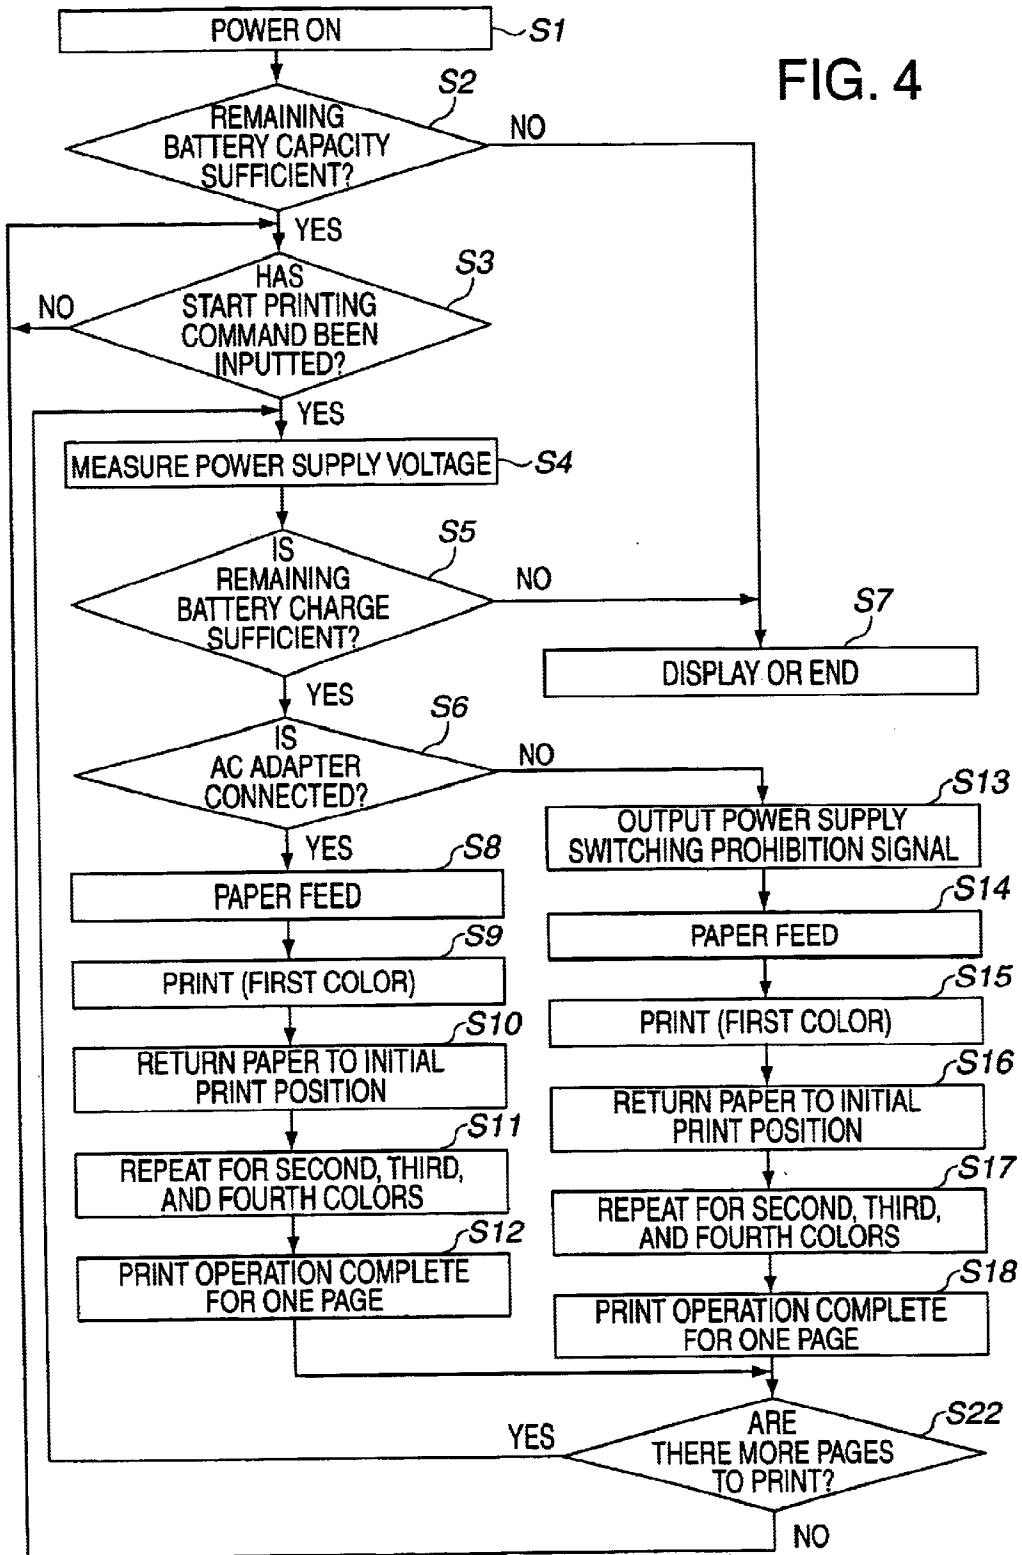 POWER ON
S1
FIG. 4
S2
REMAINING
BATTERY CAPACITY
SUFFICIENT?
NO
YES
S3
HAS
START PRINTING
COMMAND BEEN
INPUTTED?
NO
YES
MEASURE POWER SUPPLY VOLTAGE
S4
S5
IS
REMAINING
BATTERY CHARGE
SUFFICIENT?
NO
YES
S7
DISPLAY OR END
S6
IS
AC ADAPTER
CONNECTED?
NO
YES
S8
PAPER FEED
S9
PRINT (FIRST COLOR)
S10
RETURN PAPER TO INITIAL
PRINT POSITION
S11
REPEAT FOR SECOND, THIRD,
AND FOURTH COLORS
S12
PRINT OPERATION COMPLETE
FOR ONE PAGE
S13
OUTPUT POWER SUPPLY
SWITCHING PROHIBITION SIGNAL
S14
PAPER FEED
S15
PRINT (FIRST COLOR)
S16
RETURN PAPER TO INITIAL
PRINT POSITION
S17
REPEAT FOR SECOND, THIRD,
AND FOURTH COLORS
S18
PRINT OPERATION COMPLETE
FOR ONE PAGE
S22
ARE
THERE MORE PAGES
TO PRINT?
YES
NO